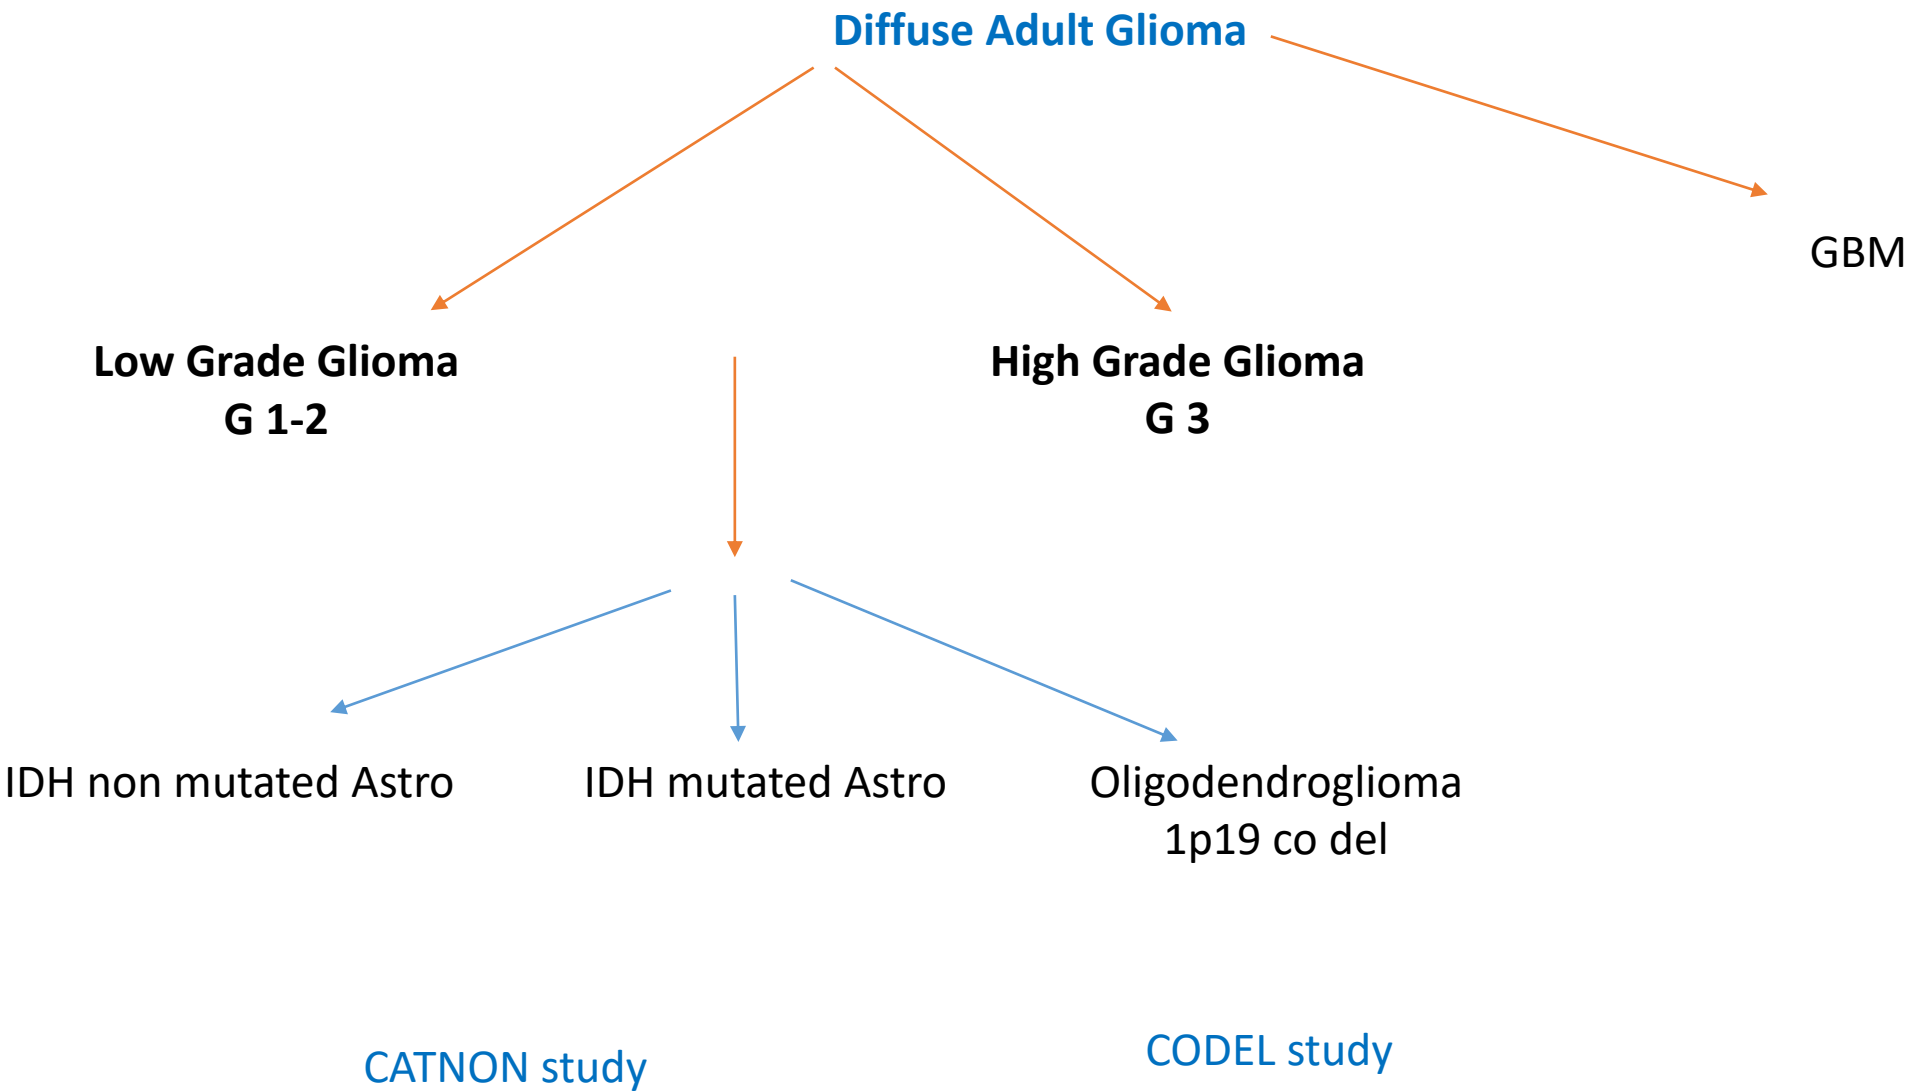 Diffuse Adult Glioma
GBM
Low Grade Glioma
G 1-2
High Grade Glioma
G 3
IDH non mutated Astro
IDH mutated Astro
Oligodendroglioma
1p19 co del
CATNON study
CODEL study